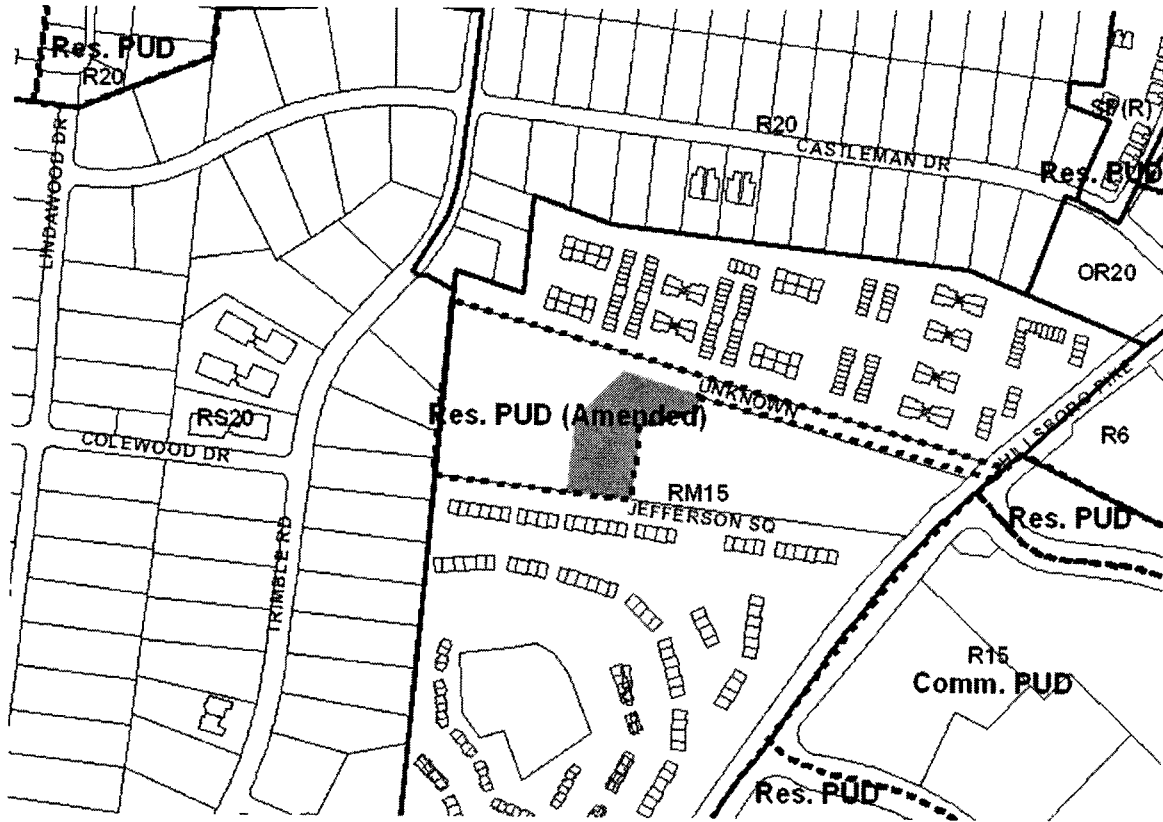 Res. PUD
R20
LINDAWOOD DR
SP(R)
R20
CASTLEMAN DR
Res. PUD
OR20
UNKNOWN
HILLSBORO PIKE
Res. PUD (Amended)
RS20
COLEWOOD DR
R6
RM15
JEFFERSON SQ
Res. PUD
TRIMBLE RD
R15
Comm. PUD
Res. PUD